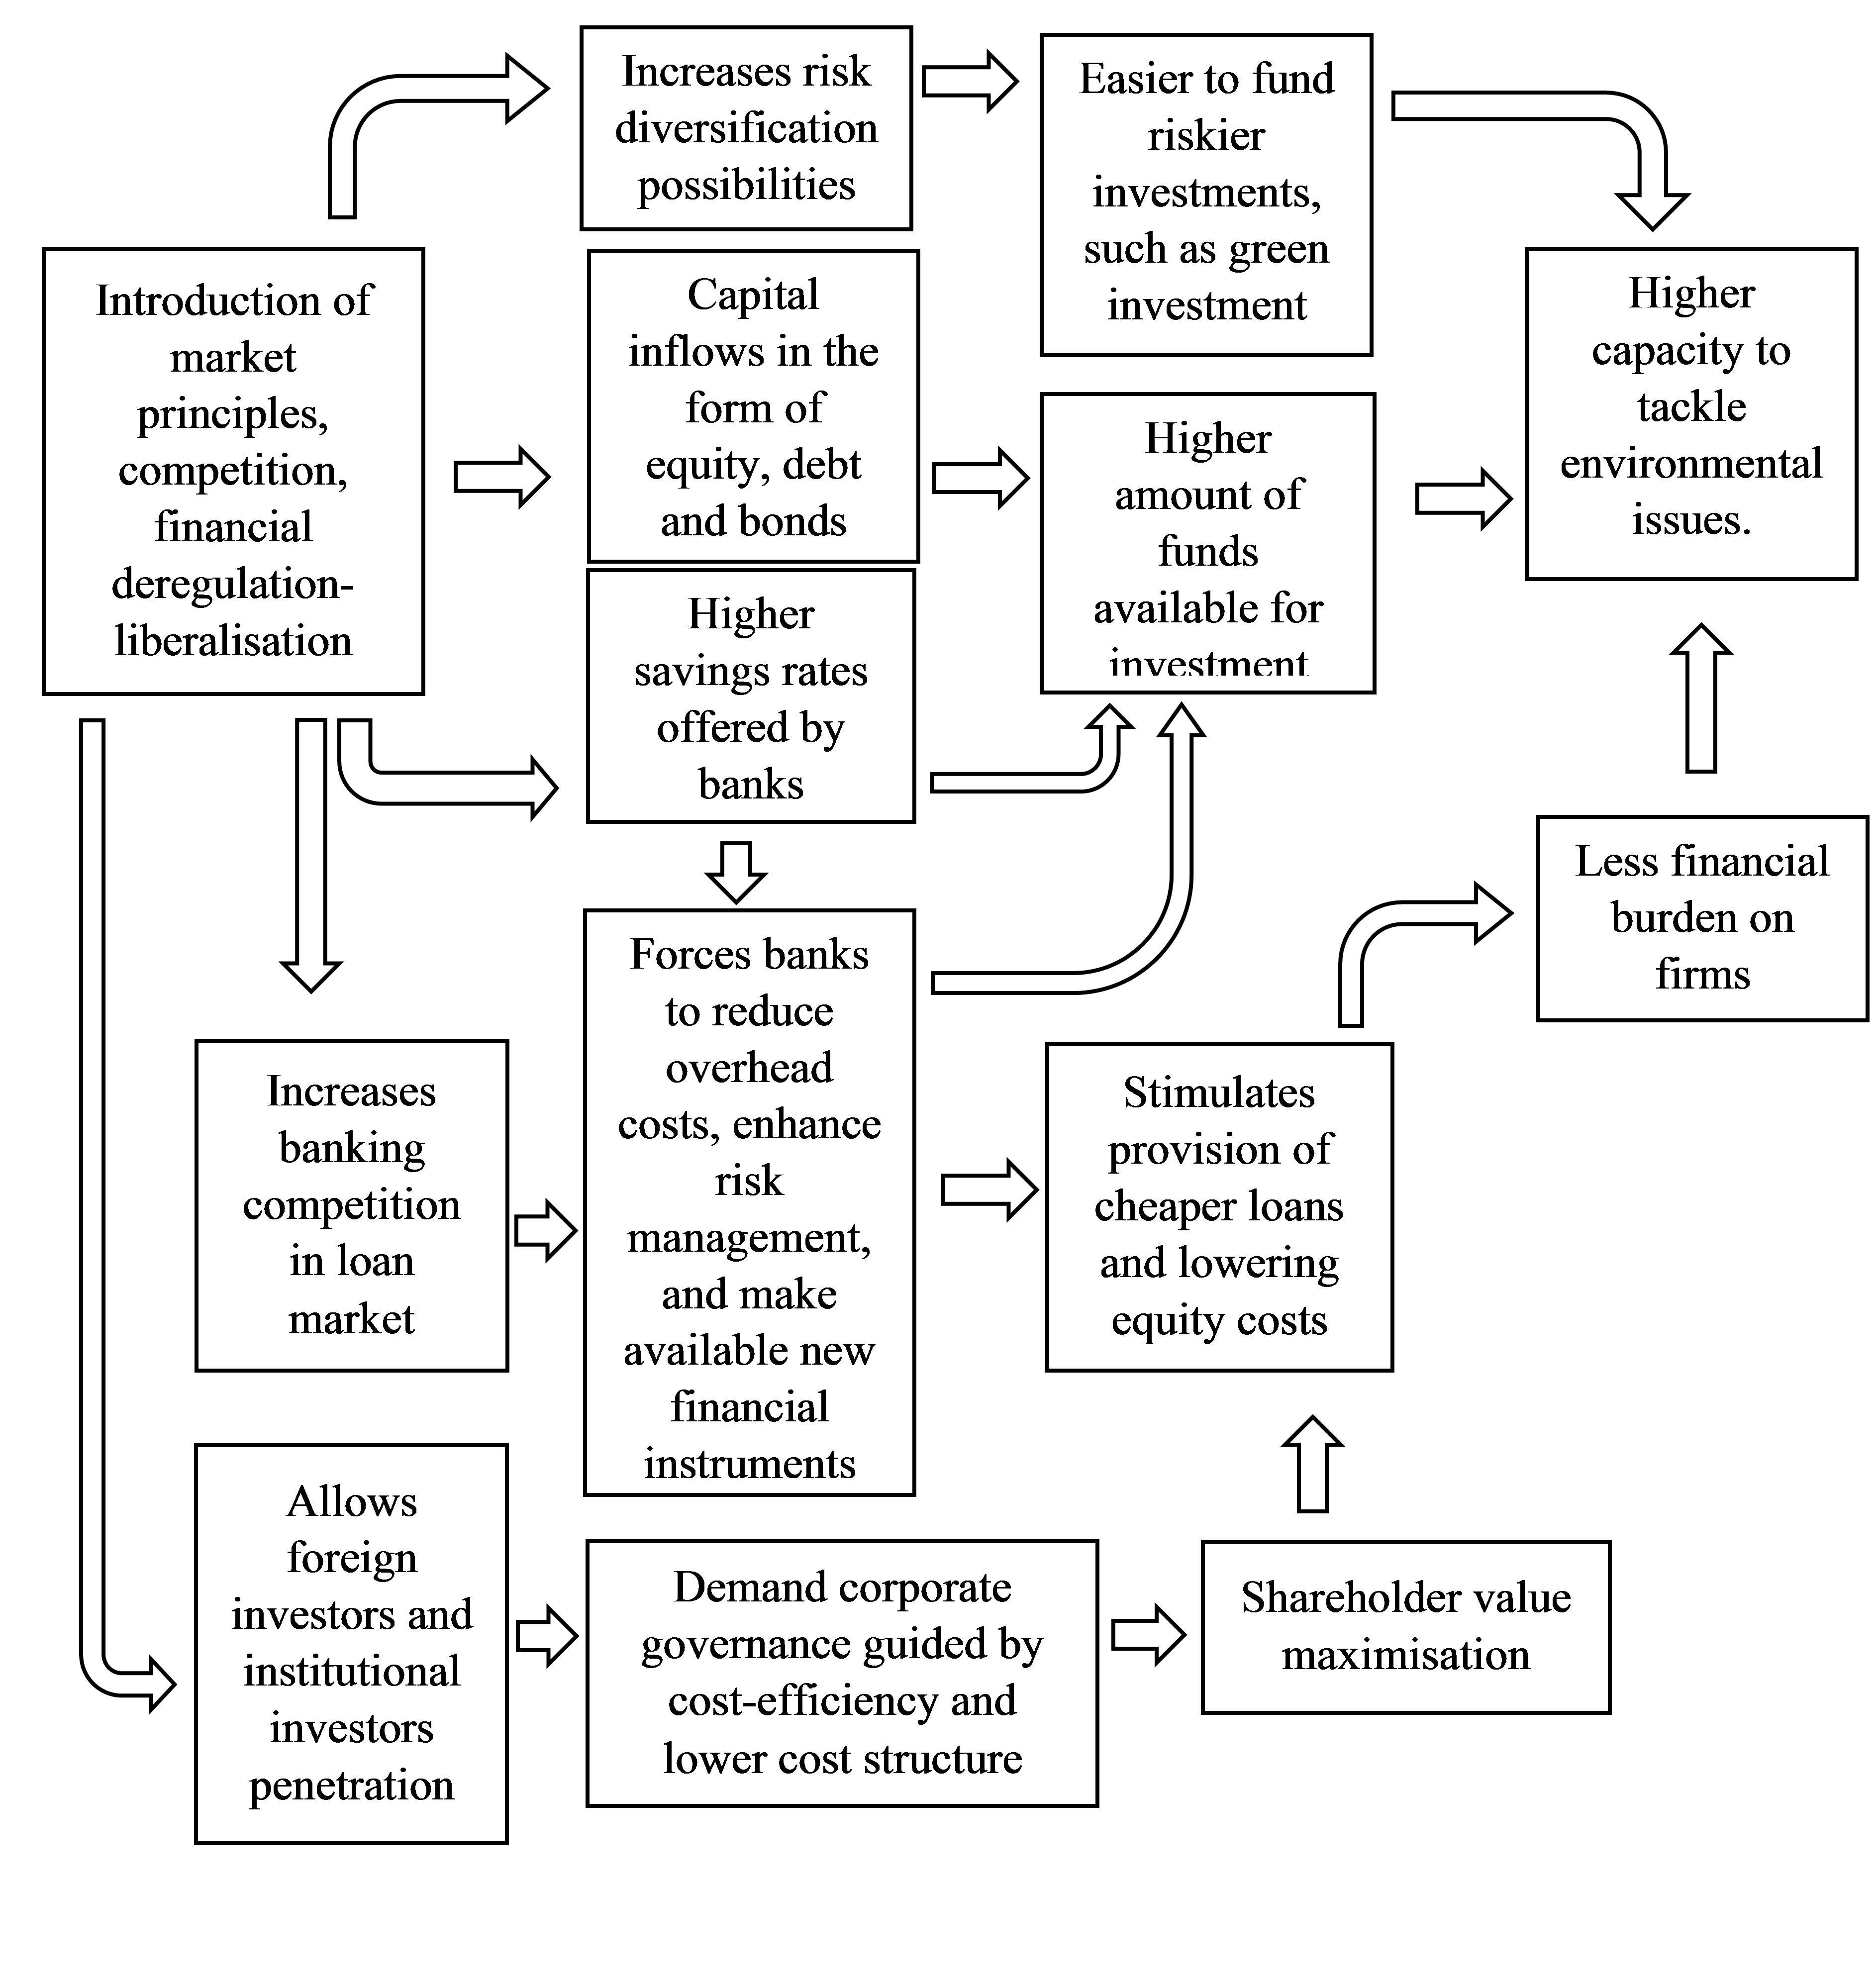 Increases risk
diversification
possibilities
Easier to fund
riskier
investments,
such as green
investment
Introduction of
market
principles,
competition,
financial
deregulation-
liberalisation
Capital
inflows in the
form of
equity, debt
and bonds
Higher
amount of
funds
available for
investment
Higher
capacity to
tackle
environmental
issues.
Higher
savings rates
offered by
banks
Less financial
burden on
firms
Increases
banking
competition
in loan
market
Forces banks
to reduce
overhead
costs, enhance
risk
management,
and make
available new
financial
instruments
Stimulates
provision of
cheaper loans
and lowering
equity costs
Allows
foreign
investors and
institutional
investors
penetration
Demand corporate
governance guided by
cost-efficiency and
lower cost structure
Shareholder value
maximisation